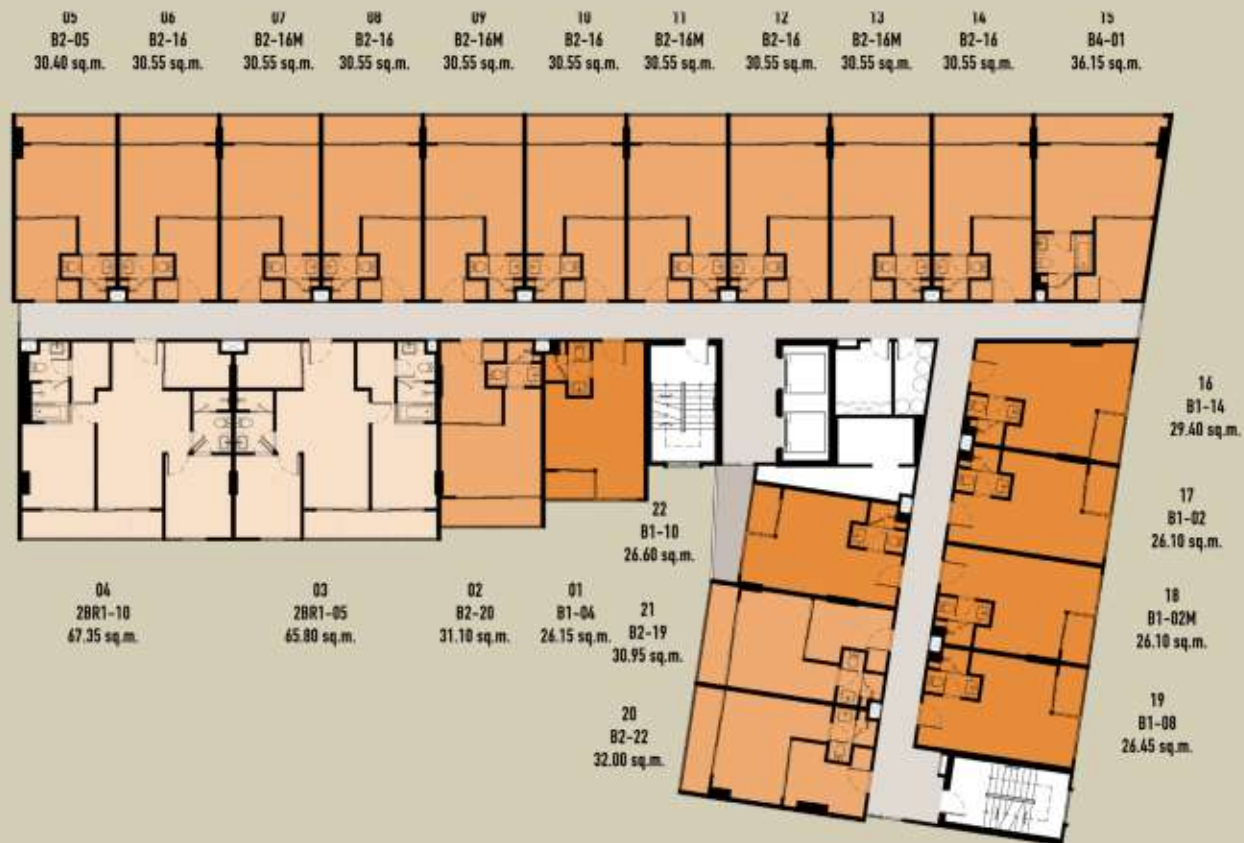 05
B2-05
30.40 sq.m.
06
B2-16
30.55 sq.m.
07
B2-16M
30.55 sq.m.
08
B2-16
30.55 sq.m.
09
B2-16M
30.55 sq.m.
10
B2-16
30.55 sq.m.
11
B2-16M
30.55 sq.m.
12
B2-16
30.55 sq.m.
13
B2-16M
30.55 sq.m.
14
B2-16
30.55 sq.m.
15
B4-01
36.15 sq.m.
16
B1-14
29.40 sq.m.
17
B1-02
26.10 sq.m.
18
B1-02M
26.10 sq.m.
19
B1-08
26.45 sq.m.
22
B1-10
26.60 sq.m.
04
2BR1-10
67.35 sq.m.
03
2BR1-05
65.80 sq.m.
02
B2-20
31.10 sq.m.
01
B1-04
26.15 sq.m.
21
B2-19
30.95 sq.m.
20
B2-22
32.00 sq.m.